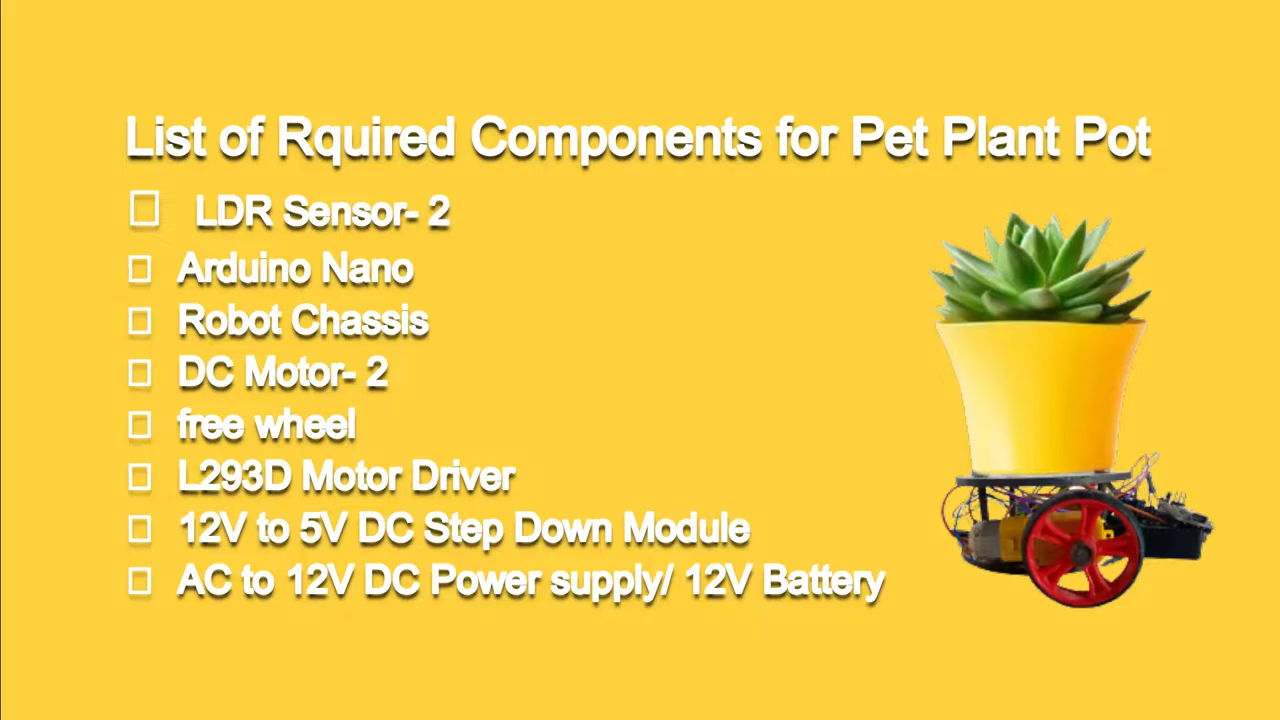 List of Rquired Components for Pet Plant Pot
☐ LDR Sensor- 2
☐ Arduino Nano
☐ Robot Chassis
☐ DC Motor- 2
☐ free wheel
☐ L293D Motor Driver
☐ 12V to 5V DC Step Down Module
☐ AC to 12V DC Power supply/ 12V Battery